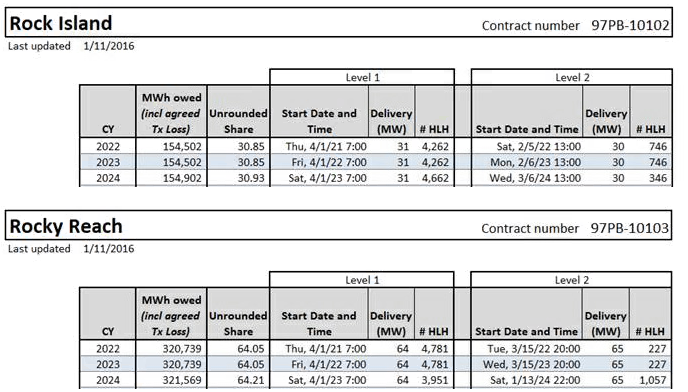 Rock Island Contract number 97PB-10102
Last updated 1/11/2016
Level 1 Level 2
MWh owed
(incl agreed Unrounded Start Date and Delivery Delivery
CY Tx Loss) Share Time (MW) # HLH Start Date and Time (MW) # HLH
2022 154,502 30.85 Thu, 4/1/21 7:00 31 4,262 Sat, 2/5/22 13:00 30 746
2023 154,502 30.85 Fri, 4/1/22 7:00 31 4,262 Mon, 2/6/23 13:00 30 746
2024 154,902 30.93 Sat, 4/1/23 7:00 31 4,662 Wed, 3/6/24 13:00 30 346
Rocky Reach Contract number 97PB-10103
Last updated 1/11/2016
Level 1 Level 2
MWh owed
(incl agreed Unrounded Start Date and Delivery Delivery
CY Tx Loss) Share Time (MW) # HLH Start Date and Time (MW) # HLH
2022 320,739 64.05 Thu, 4/1/21 7:00 64 4,781 Tue, 3/15/22 20:00 65 227
2023 320,739 64.05 Fri, 4/1/22 7:00 64 4,781 Wed, 3/15/23 20:00 65 227
2024 321,569 64.21 Sat, 4/1/23 7:00 64 3,951 Sat, 1/13/24 22:00 65 1,057